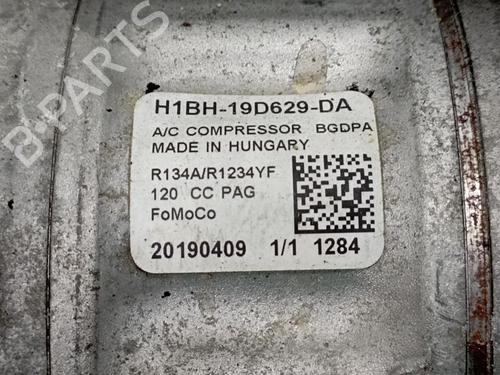 B-PARTS
H1BH-19D629-DA
A/C COMPRESSOR BGDPA
MADE IN HUNGARY
R134A/R1234YF
120 CC PAG
FoMoCo
20190409 1/1 1284